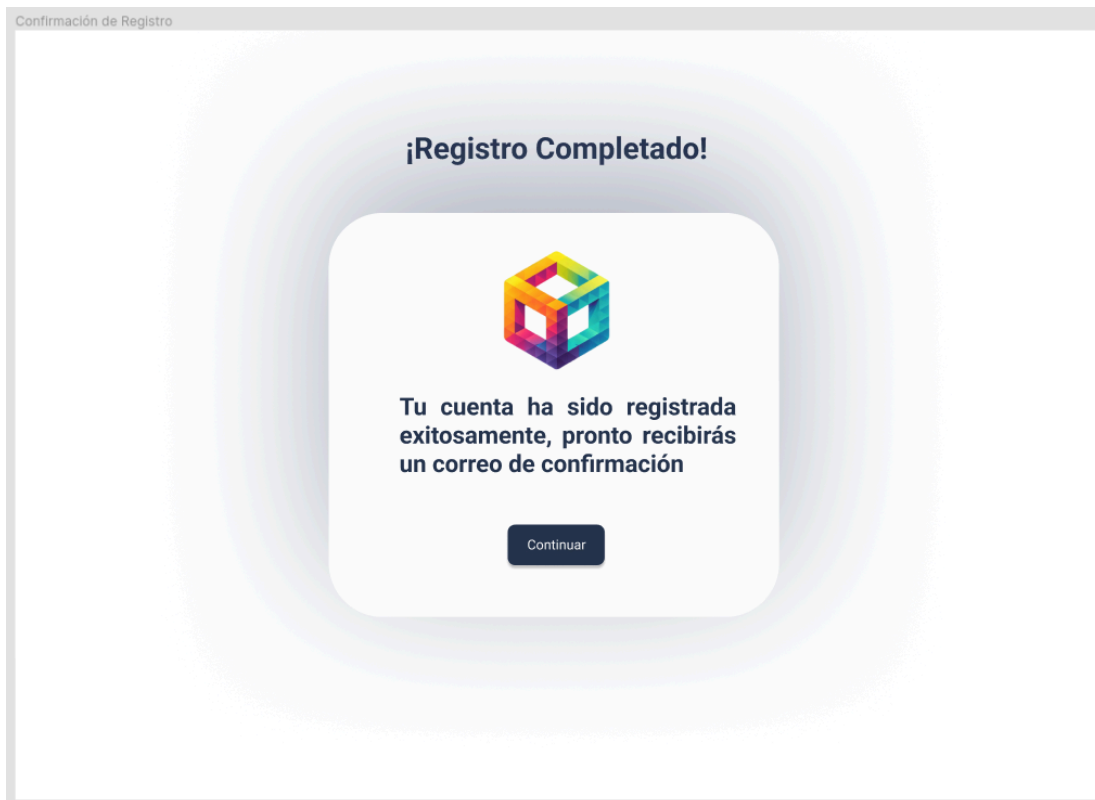 Confirmación de Registro
¡Registro Completado!
Tu cuenta ha sido registrada
exitosamente, pronto recibirás
un correo de confirmación
Continuar